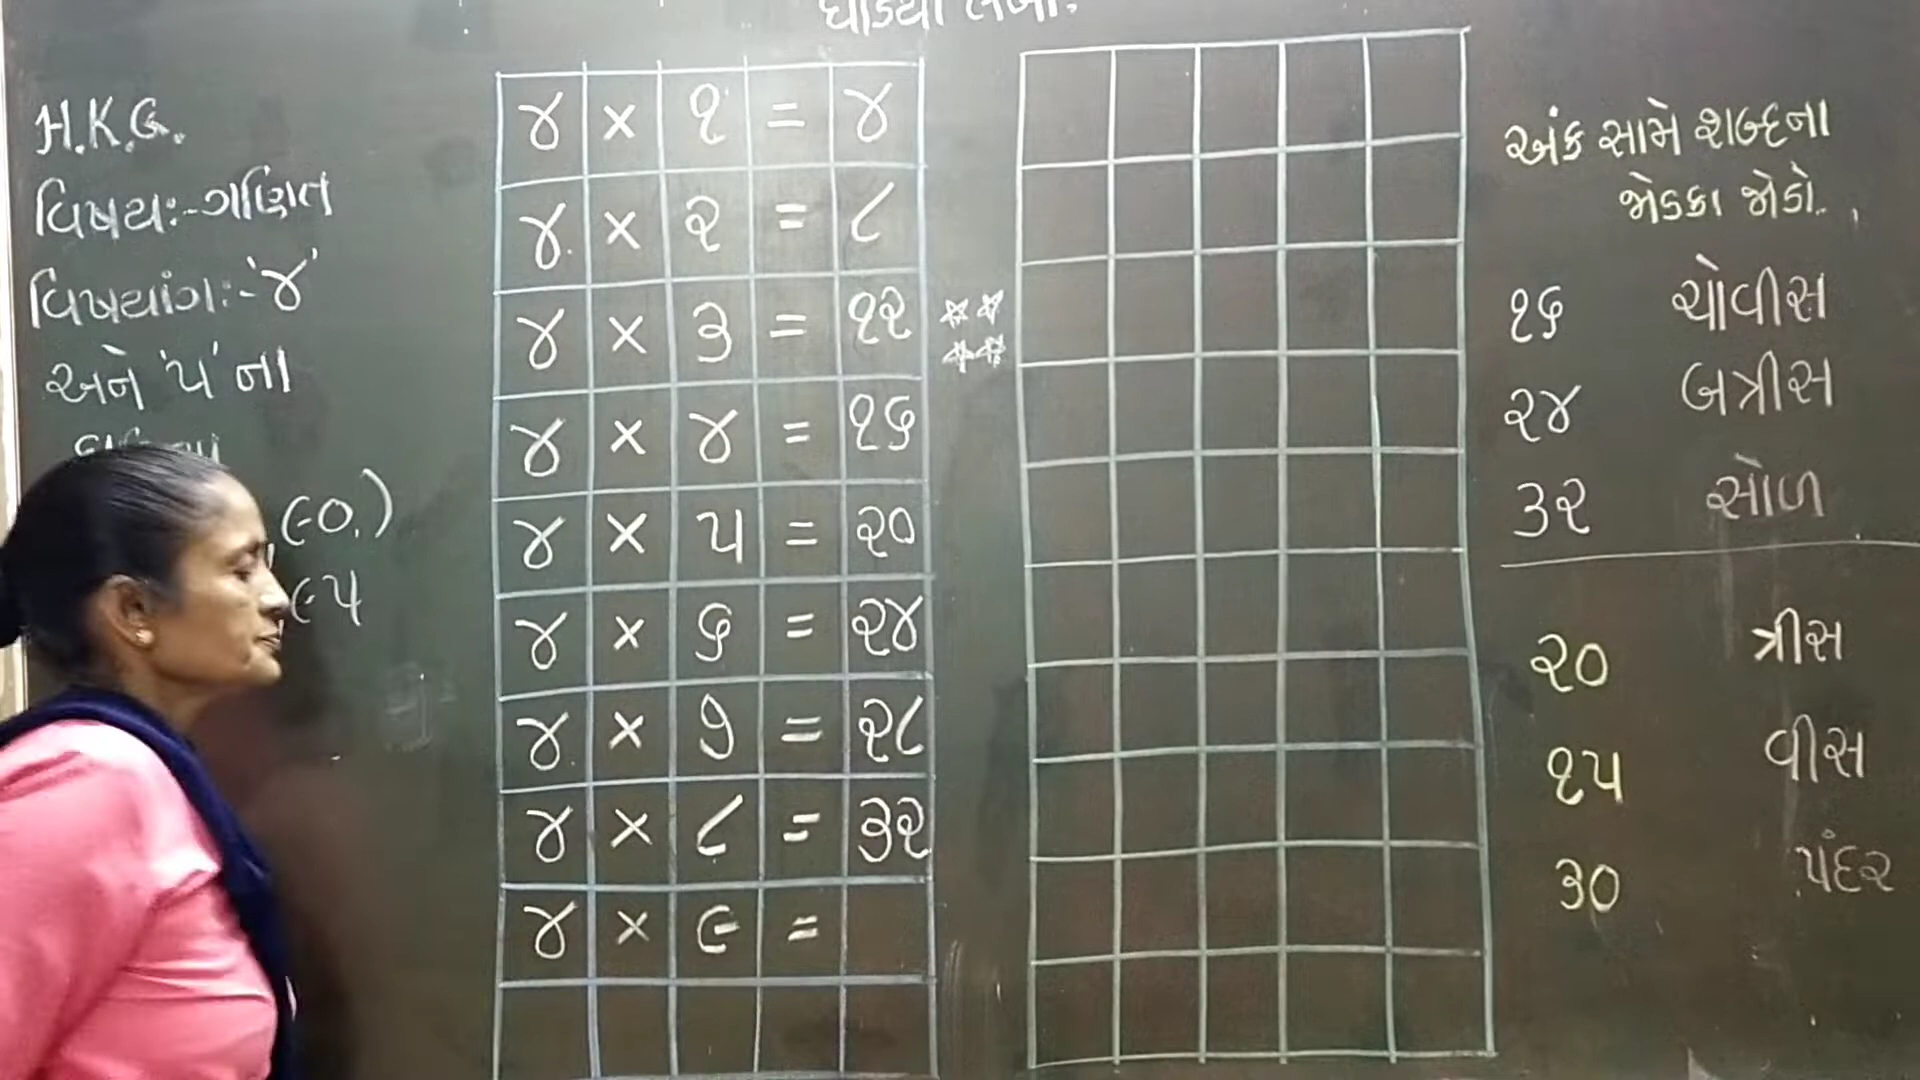 ઘડિયા લખો.
H.K.G.
વિષય:-ગણિત
વિષયાંગ:-'૪'
અને '૫' ના
૯૦.)
૯૫
૪ × ૧ = ૪
૪ × ૨ = ૮
૪ × ૩ = ૧૨
૪ × ૪ = ૧૬
૪ × ૫ = ૨૦
૪ × ૬ = ૨૪
૪ × ૭ = ૨૮
૪ × ૮ = ૩૨
૪ × ૯ =
અંક સામે શબ્દના
જોડકા જોડો.
૧૬ ચોવીસ
૨૪ બત્રીસ
૩૨ સોળ
૨૦ ત્રીસ
૧૫ વીસ
૩૦ પંદર